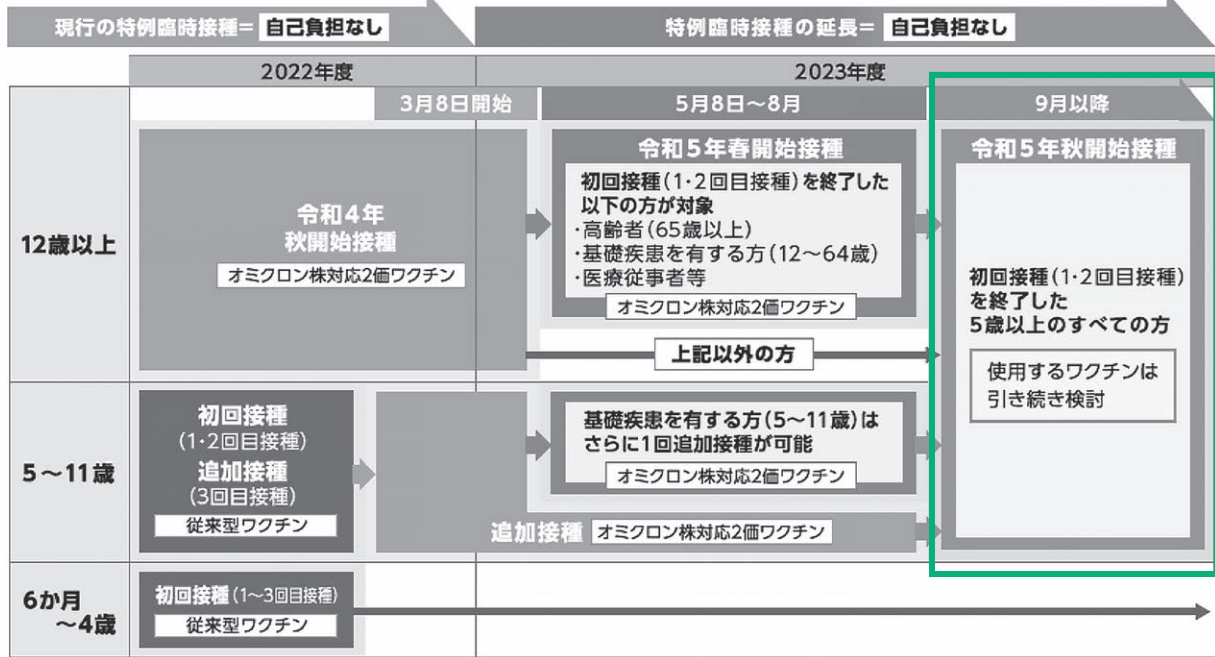 現行の特例臨時接種=自己負担なし
特例臨時接種の延長=自己負担なし
2022年度
2023年度
3月8日開始
5月8日～8月
9月以降
12歳以上
令和4年
秋開始接種
オミクロン株対応2価ワクチン
令和5年春開始接種
初回接種(1・2回目接種)を終了した
以下の方が対象
・高齢者(65歳以上)
・基礎疾患を有する方(12～64歳)
・医療従事者等
オミクロン株対応2価ワクチン
上記以外の方
令和5年秋開始接種
初回接種(1・2回目接種)
を終了した
5歳以上のすべての方
使用するワクチンは
引き続き検討
5～11歳
初回接種
(1・2回目接種)
追加接種
(3回目接種)
従来型ワクチン
基礎疾患を有する方(5～11歳)は
さらに1回追加接種が可能
オミクロン株対応2価ワクチン
追加接種 オミクロン株対応2価ワクチン
6か月
～4歳
初回接種(1～3回目接種)
従来型ワクチン